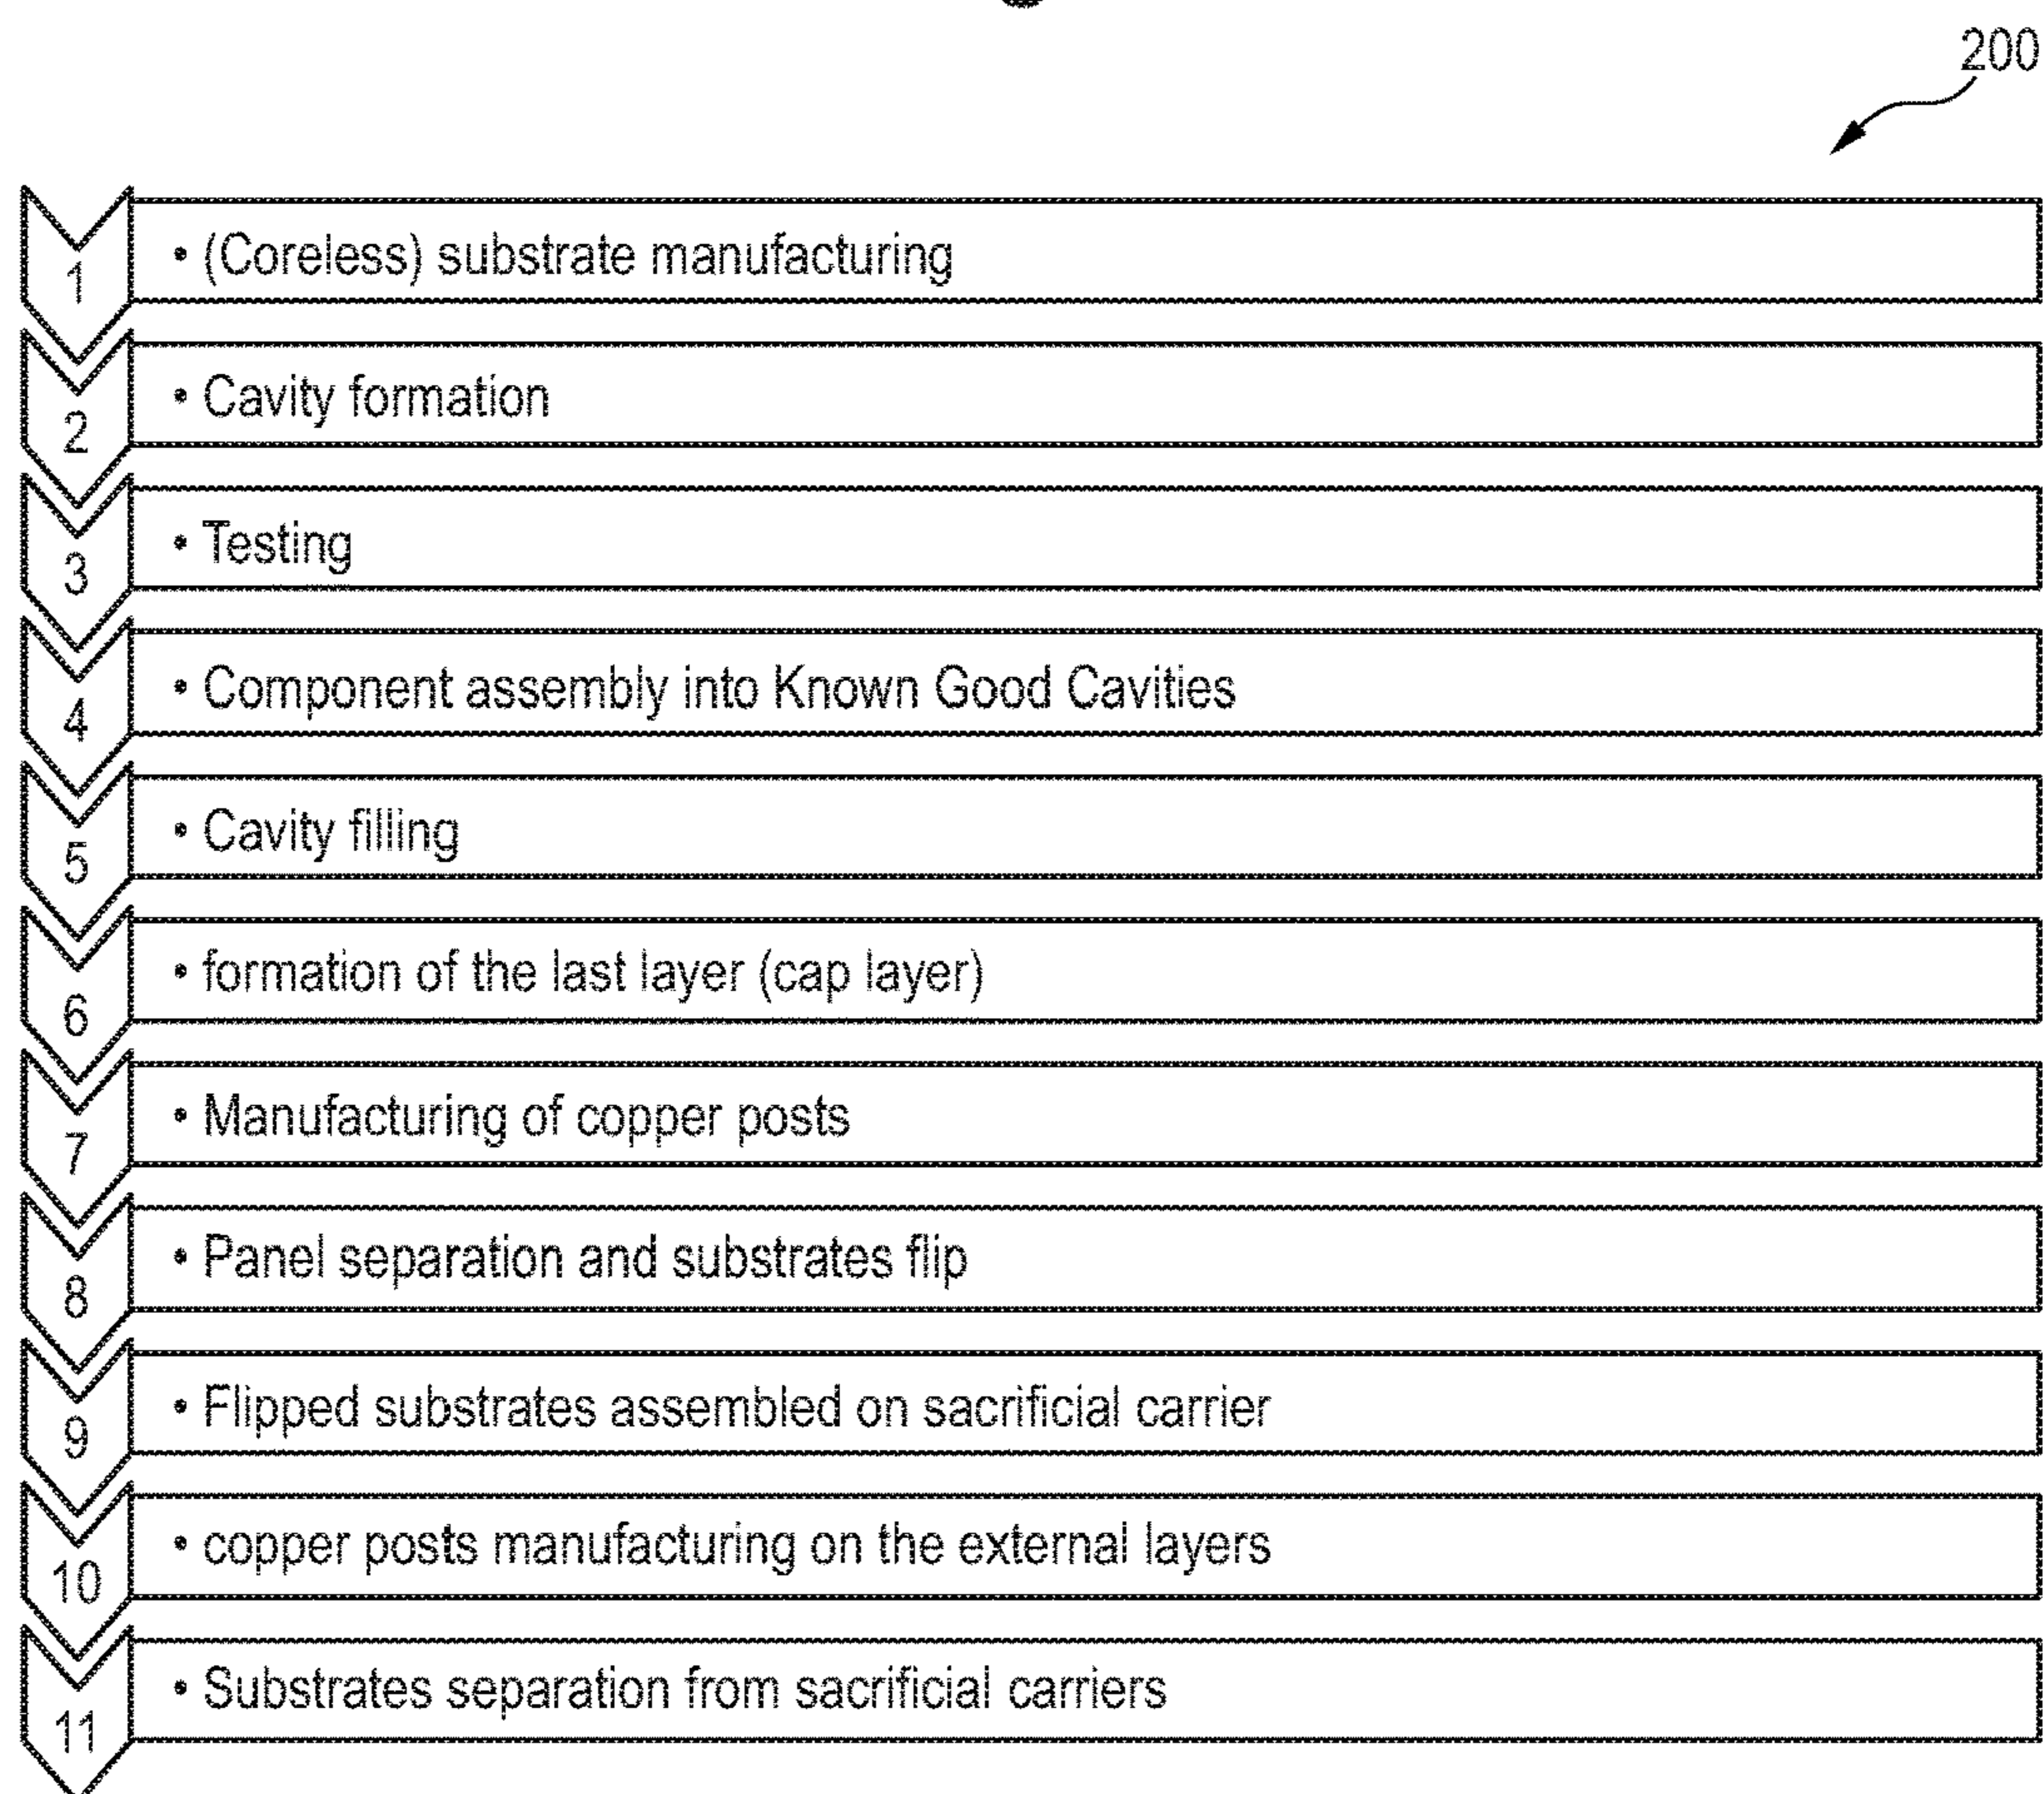 200
1
• (Coreless) substrate manufacturing
2
• Cavity formation
3
• Testing
4
• Component assembly into Known Good Cavities
5
• Cavity filling
6
• formation of the last layer (cap layer)
7
• Manufacturing of copper posts
8
• Panel separation and substrates flip
9
• Flipped substrates assembled on sacrificial carrier
10
• copper posts manufacturing on the external layers
11
• Substrates separation from sacrificial carriers